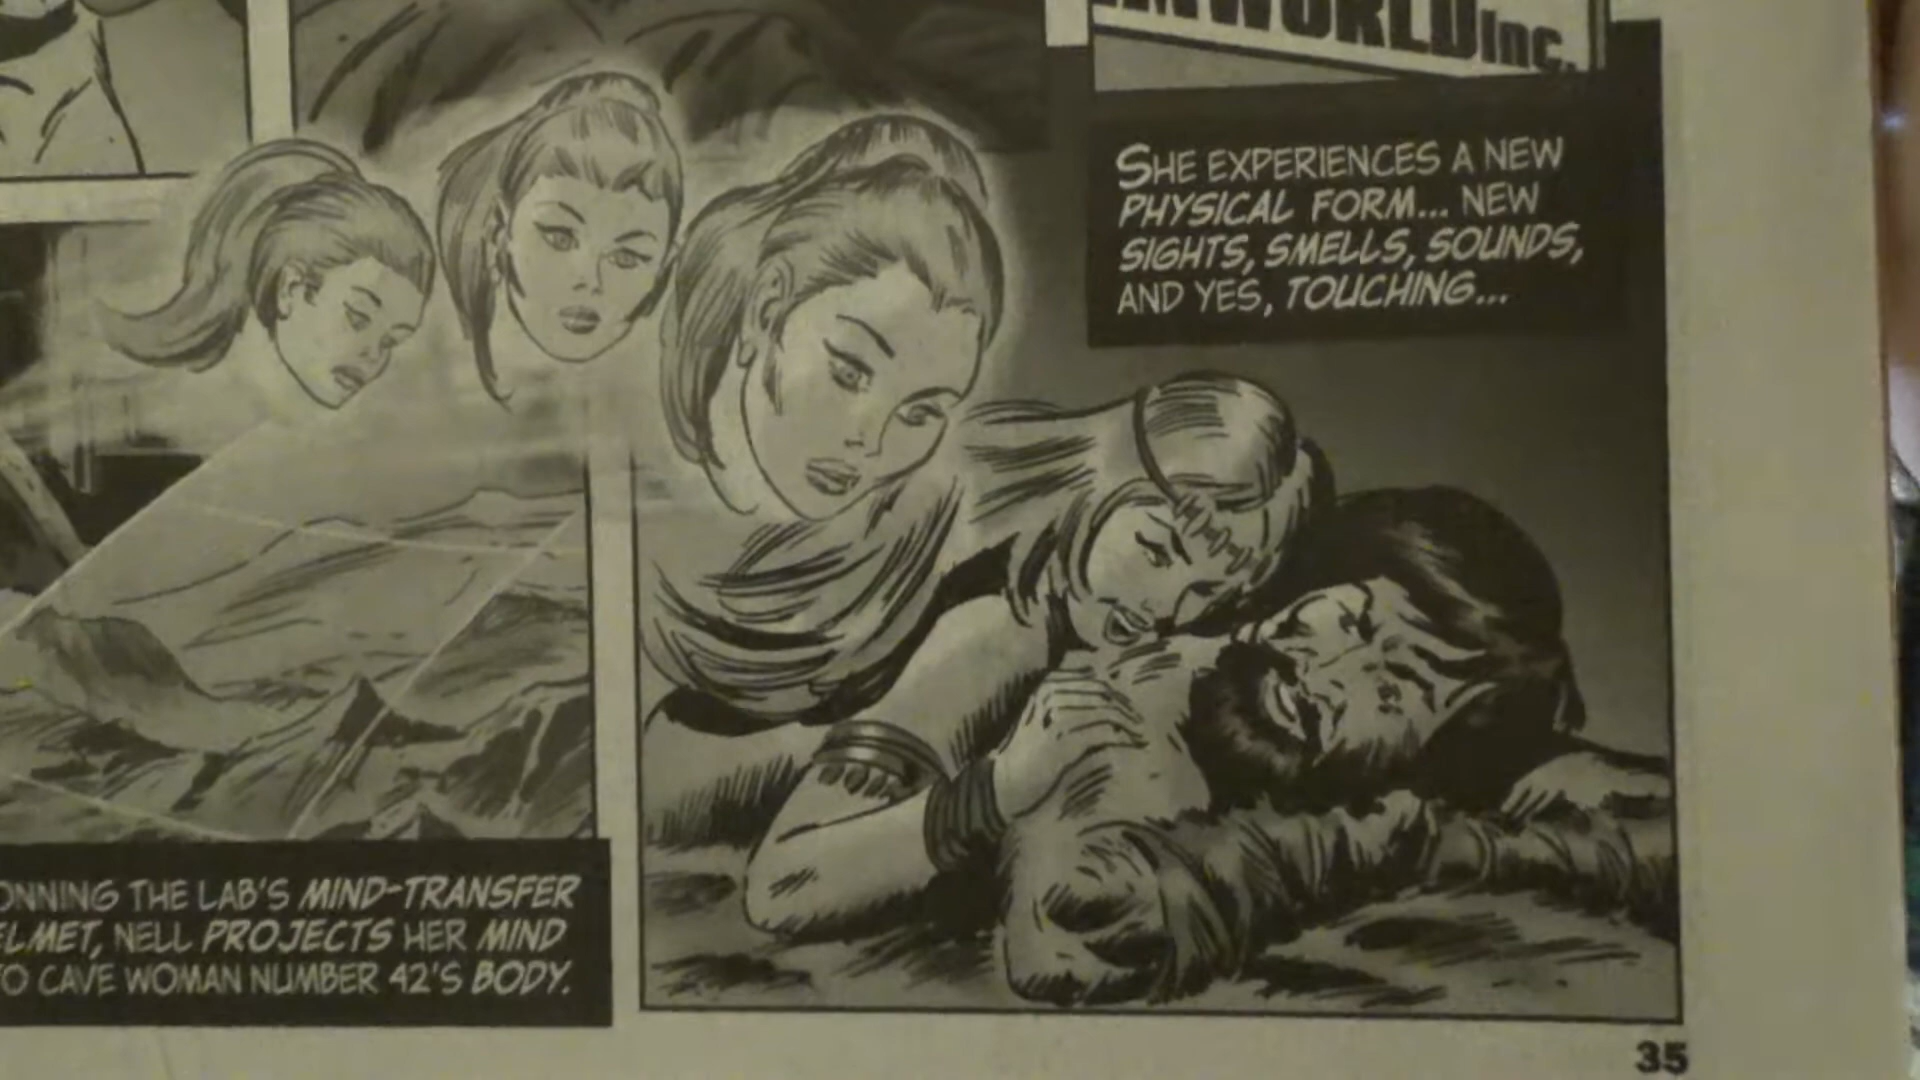 WORLD Inc.
SHE EXPERIENCES A NEW
PHYSICAL FORM... NEW
SIGHTS, SMELLS, SOUNDS,
AND YES, TOUCHING...
THE LAB'S MIND-TRANSFER
NELL PROJECTS HER MIND
CAVE WOMAN NUMBER 42'S BODY.
35